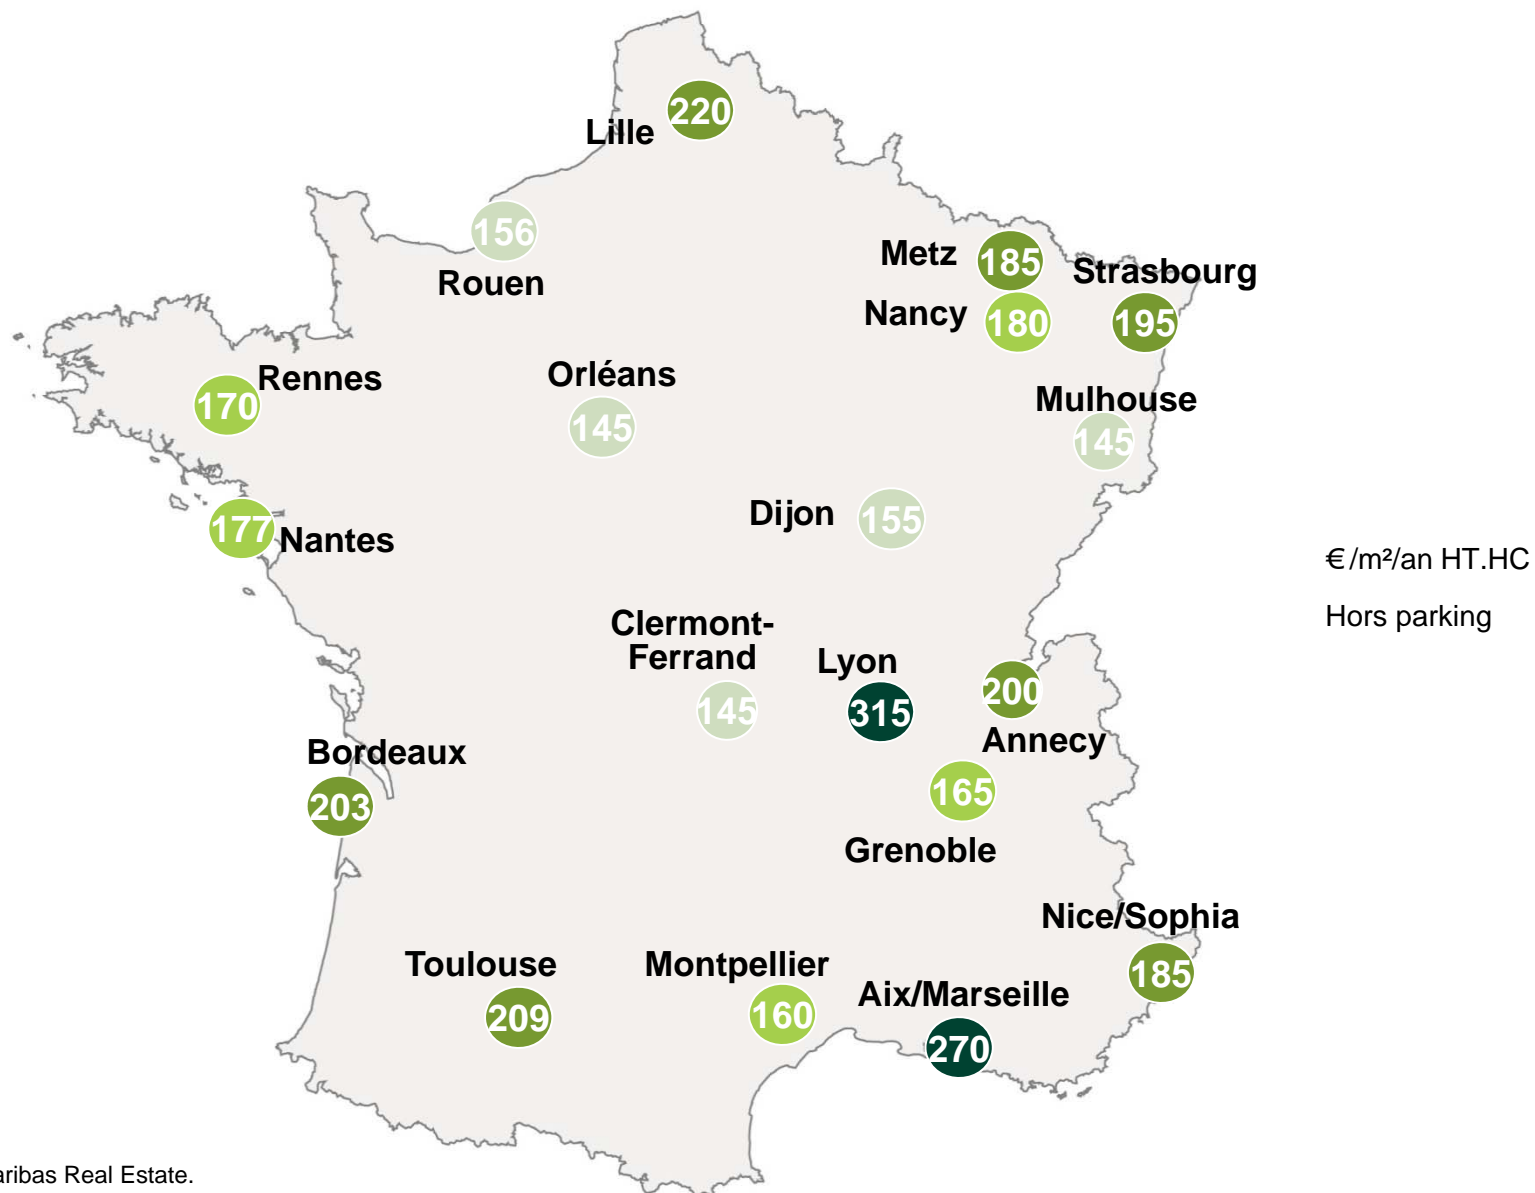 220
Lille
156
Rouen
Metz
185
Strasbourg
Nancy
180
195
Rennes
170
Orléans
145
Mulhouse
145
177
Nantes
Dijon
155
€/m²/an HT.HC
Hors parking
Clermont-
Ferrand
145
Lyon
315
200
Annecy
Bordeaux
203
165
Grenoble
Nice/Sophia
185
Toulouse
209
Montpellier
160
Aix/Marseille
270
Real Estate.